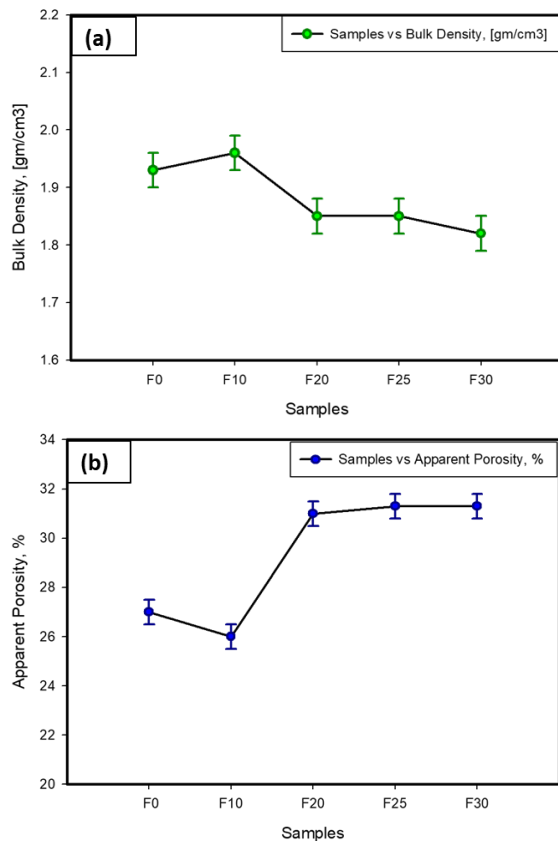 (a)
Samples vs Bulk Density, [gm/cm3]
Bulk Density, [gm/cm3]
2.2
2.1
2.0
1.9
1.8
1.7
1.6
F0 F10 F20 F25 F30
Samples
(b)
Samples vs Apparent Porosity, %
Apparent Porosity, %
34
32
30
28
26
24
22
20
F0 F10 F20 F25 F30
Samples